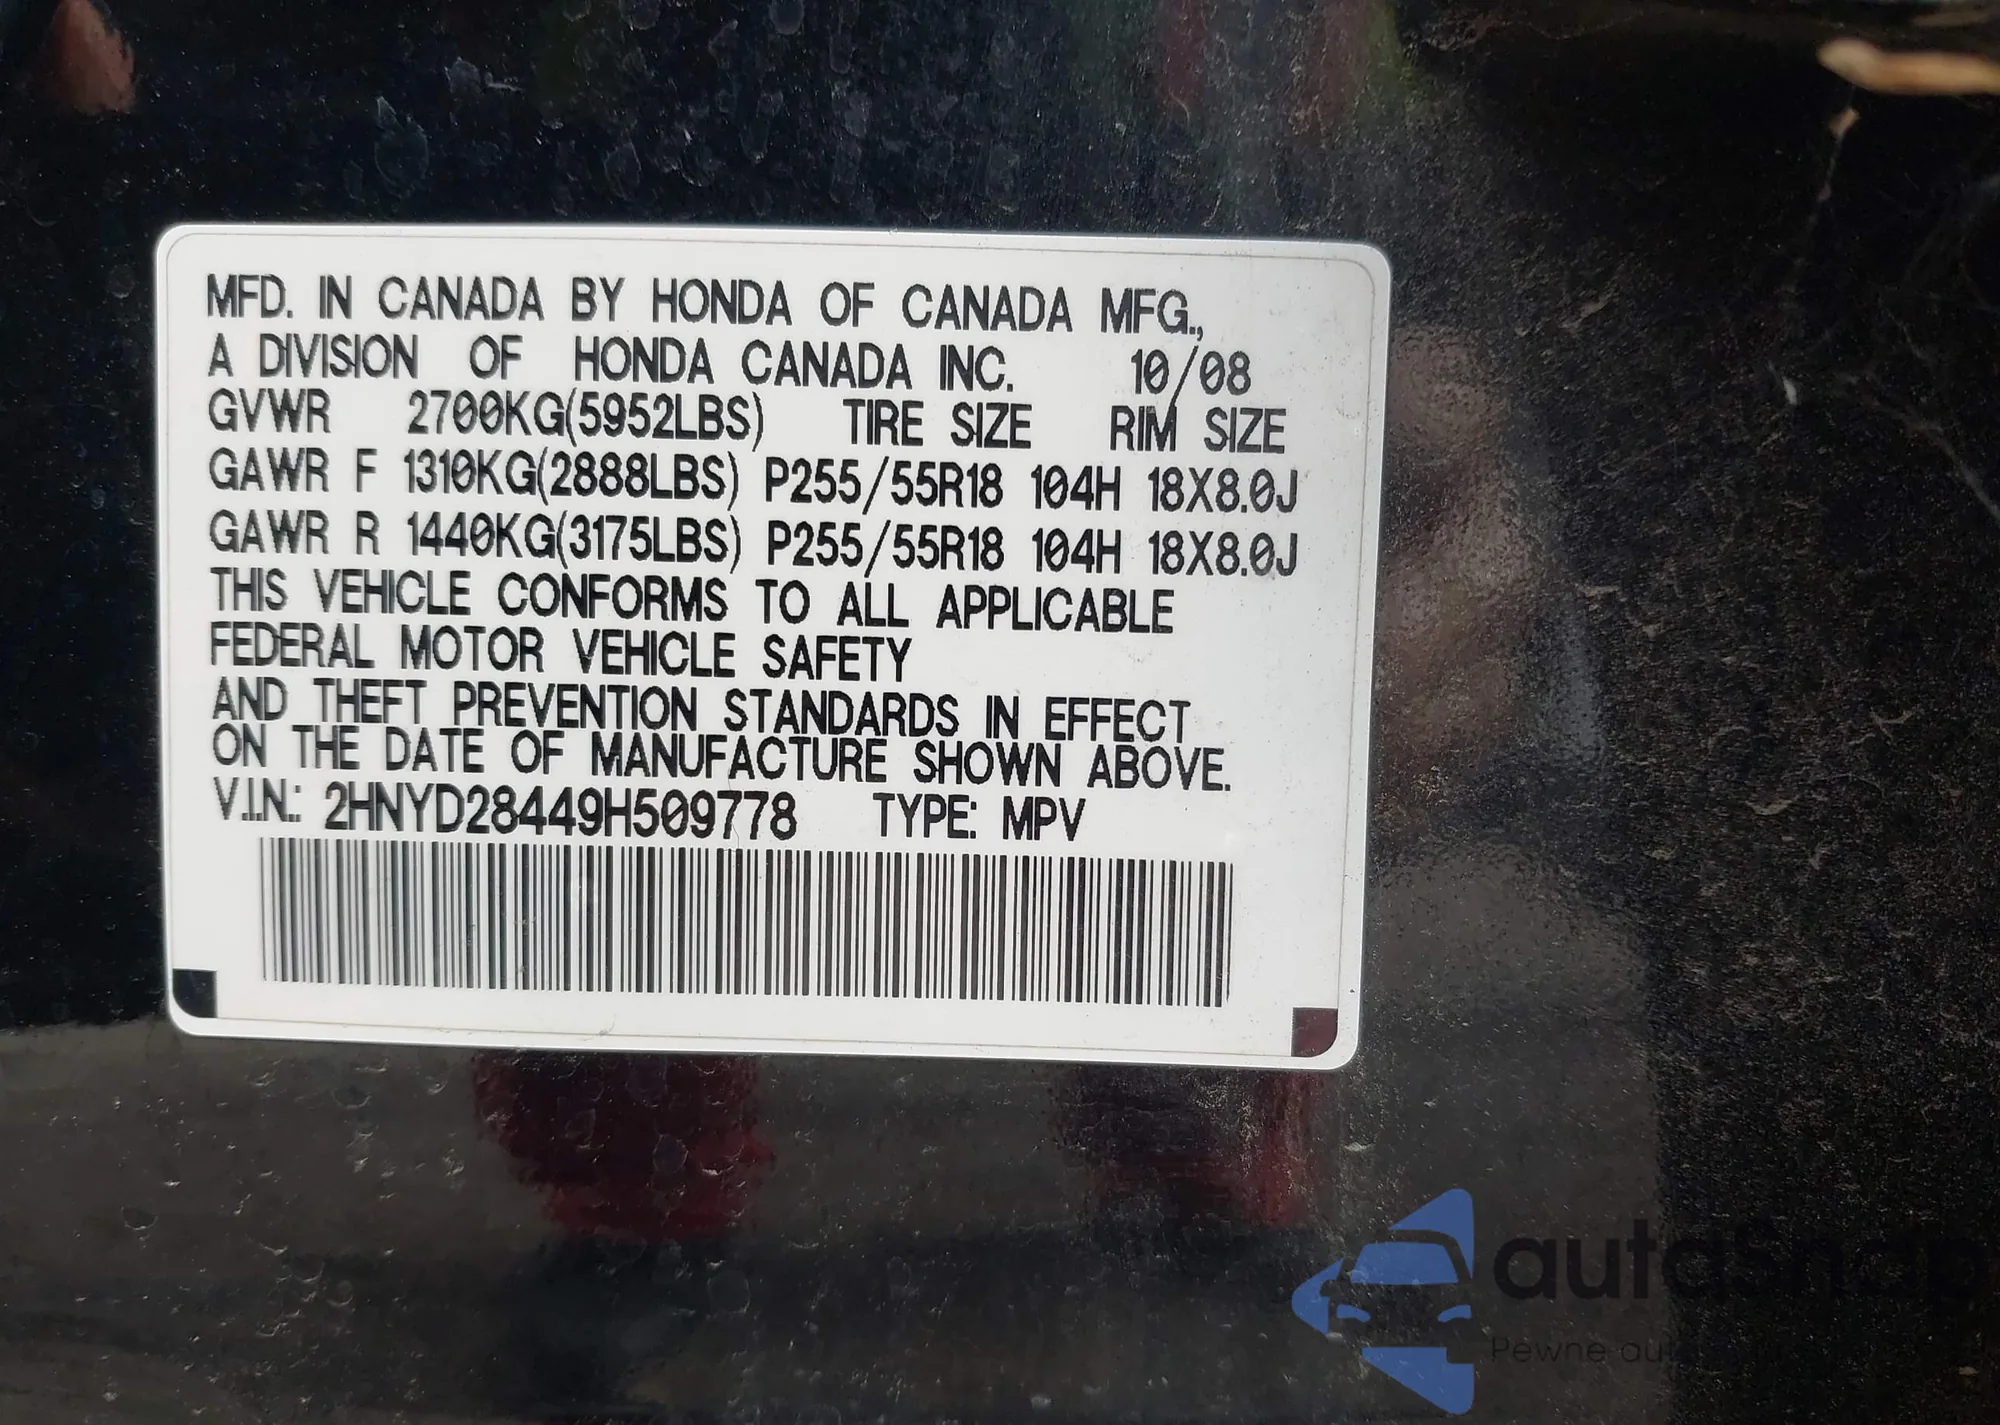 MFD. IN CANADA BY HONDA OF CANADA MFG.,
A DIVISION OF HONDA CANADA INC. 10/08
GVWR 2700KG(5952LBS) TIRE SIZE RIM SIZE
GAWR F 1310KG(2888LBS) P255/55R18 104H 18X8.0J
GAWR R 1440KG(3175LBS) P255/55R18 104H 18X8.0J
THIS VEHICLE CONFORMS TO ALL APPLICABLE
FEDERAL MOTOR VEHICLE SAFETY
AND THEFT PREVENTION STANDARDS IN EFFECT
ON THE DATE OF MANUFACTURE SHOWN ABOVE.
V.I.N.: 2HNYD28449H509778 TYPE: MPV
autaShop
Pewne